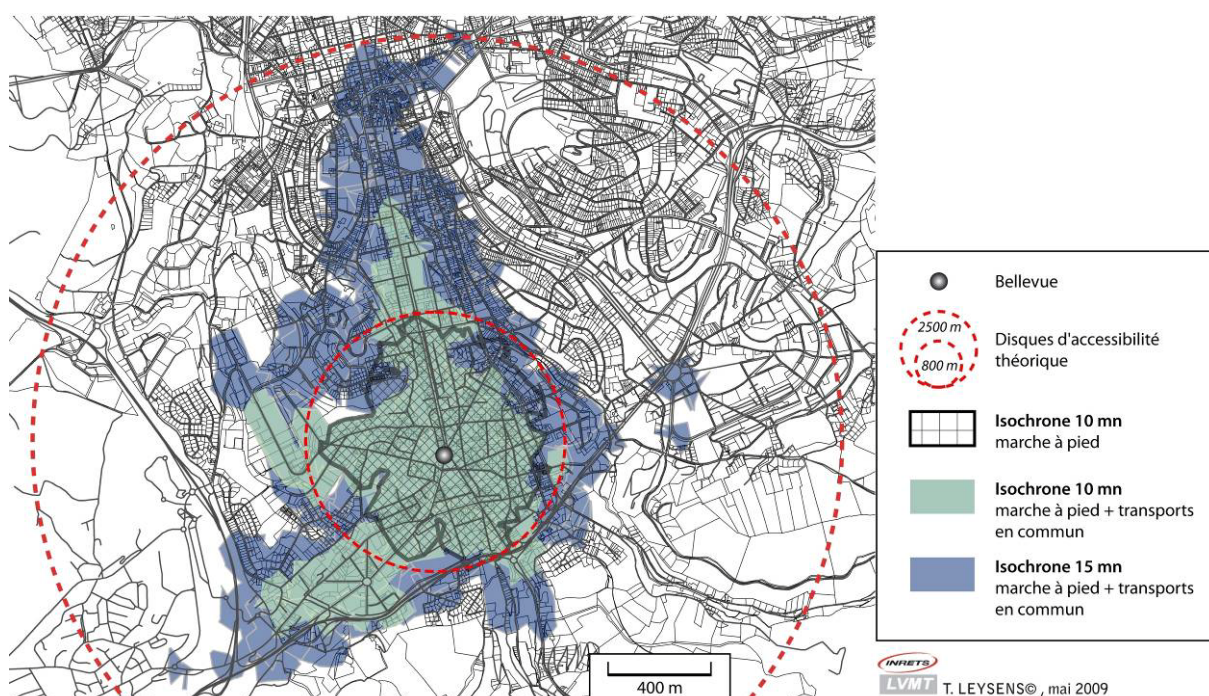 Bellevue
2500 m
800 m
Disques d'accessibilité
théorique
Isochrone 10 mn
marche à pied
Isochrone 10 mn
marche à pied + transports
en commun
Isochrone 15 mn
marche à pied + transports
en commun
400 m
INRETS
LVMT T. LEYSENS© , mai 2009